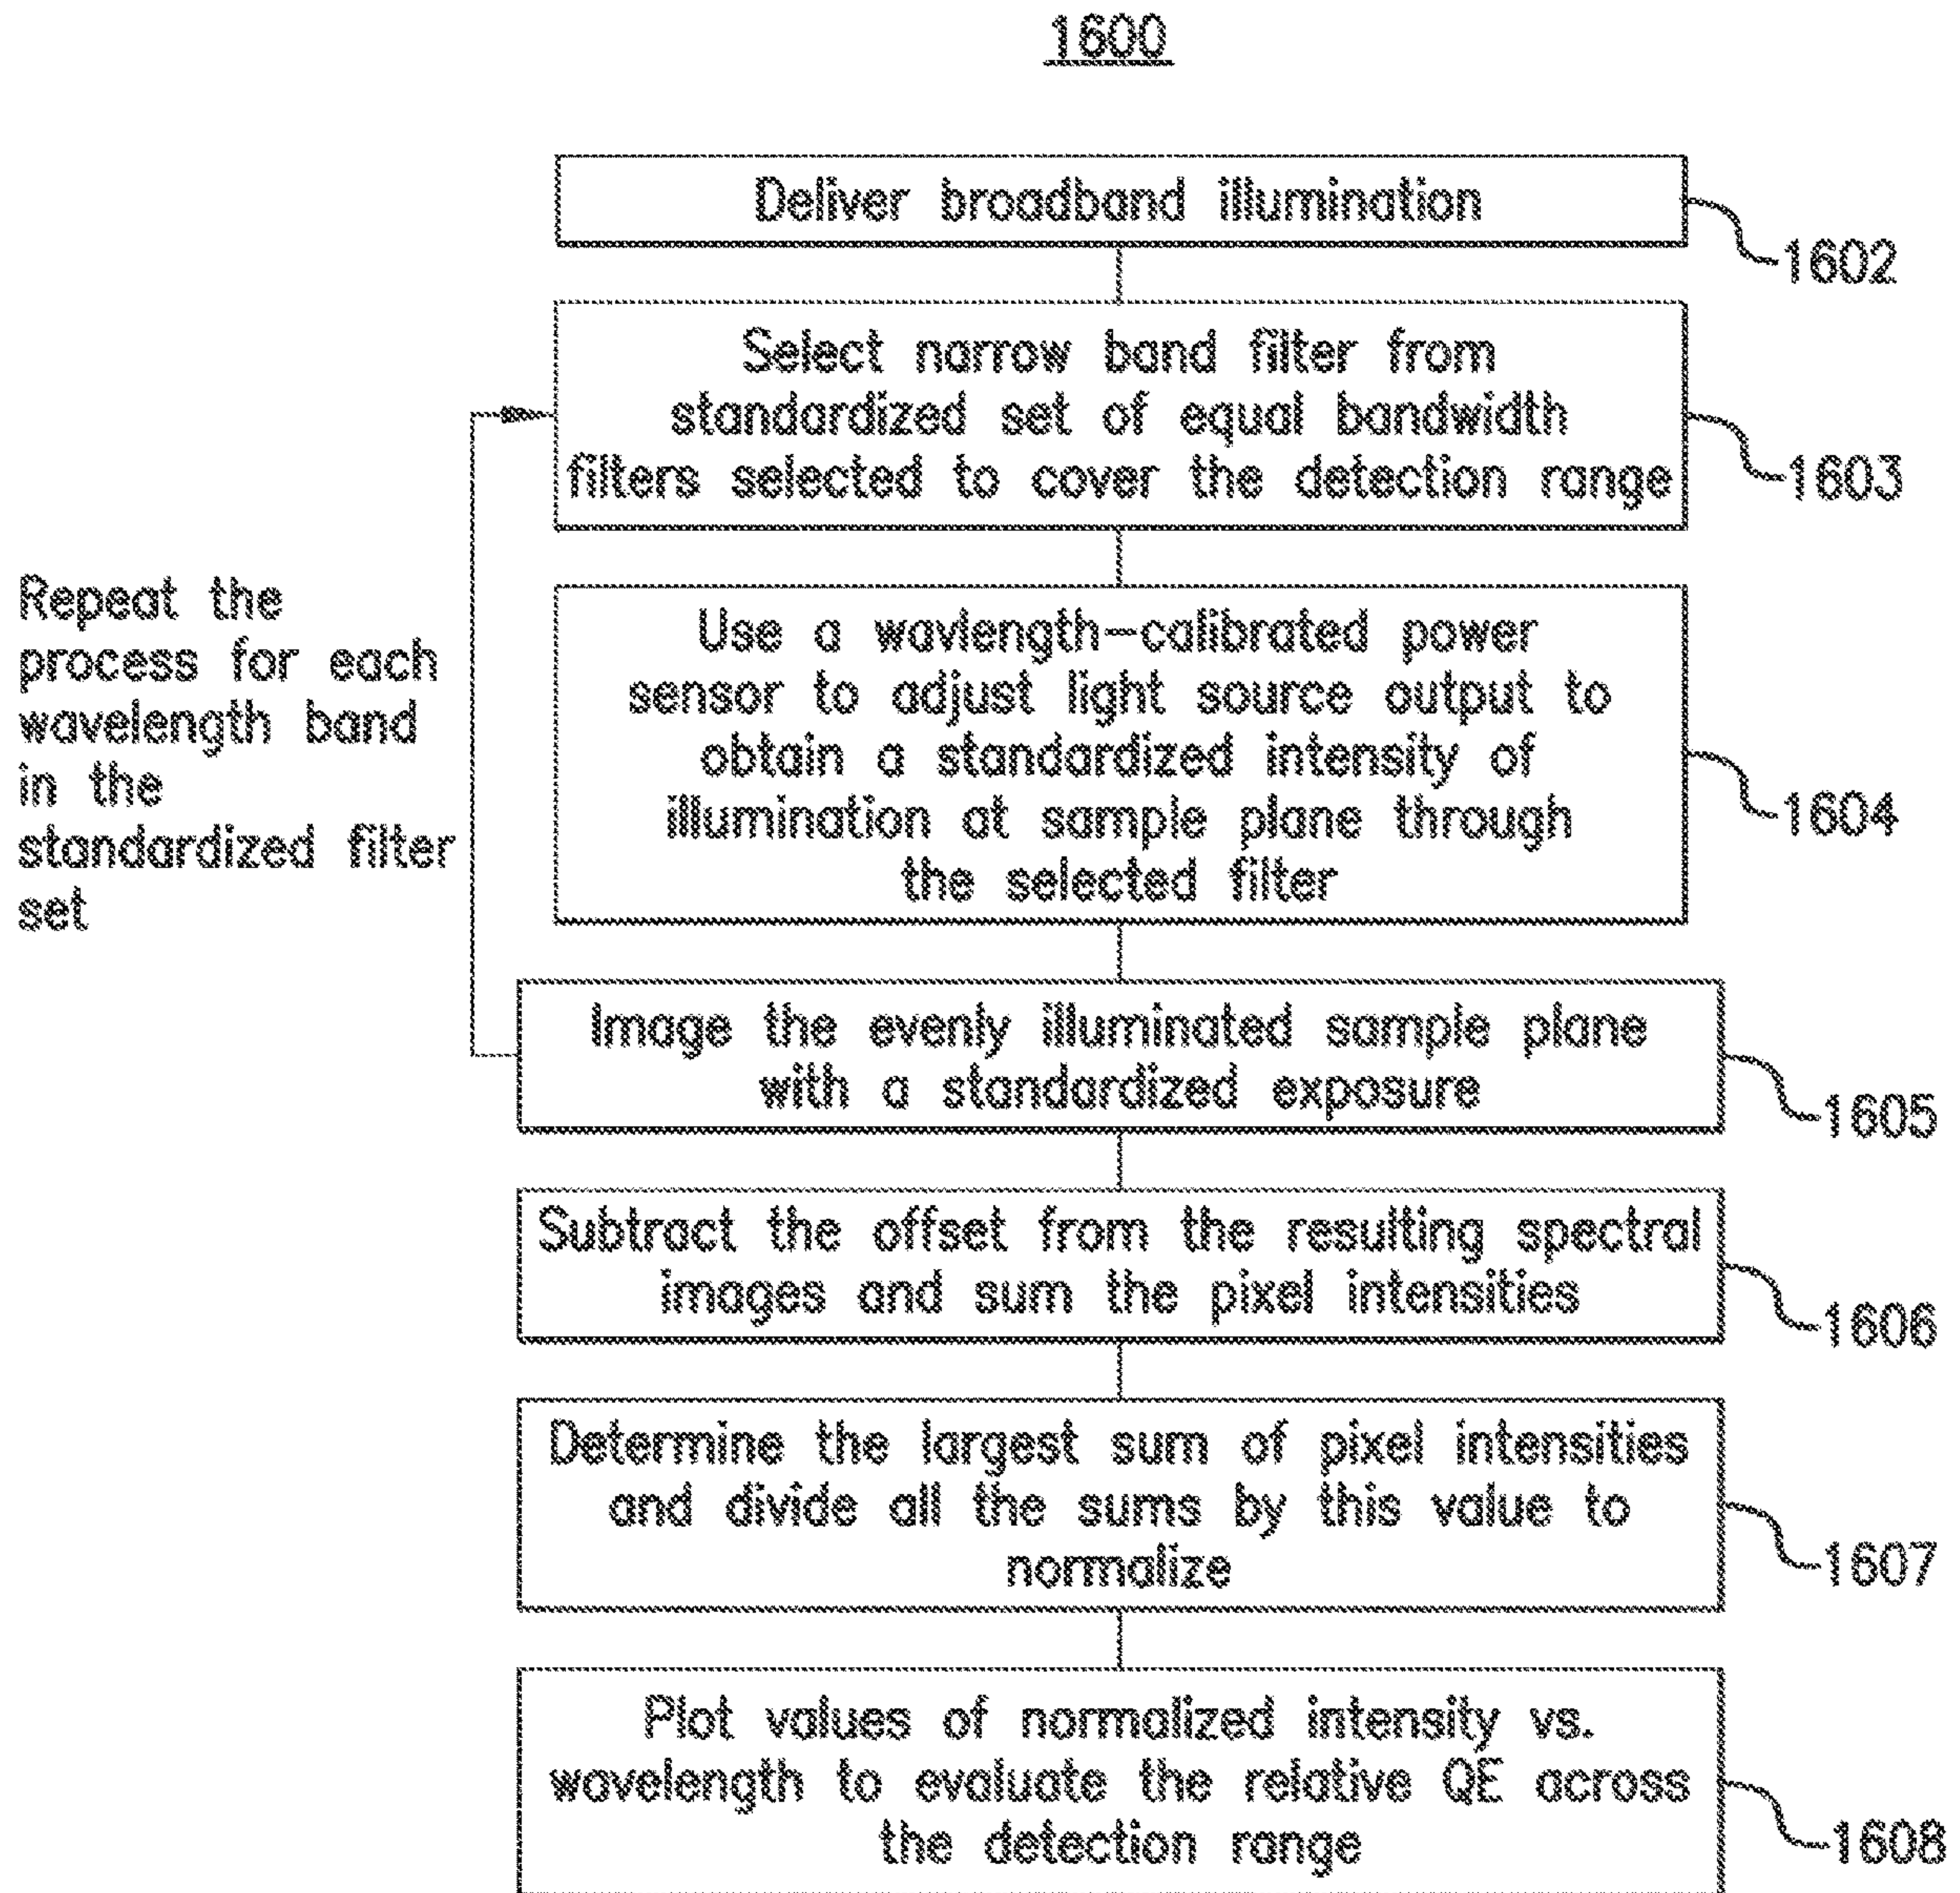 1600
Deliver broadband illumination
1602
Select narrow band filter from
standardized set of equal bandwidth
filters selected to cover the detection range
1603
Repeat the
process for each
wavelength band
in the
standardized filter
set
Use a wavlength-calibrated power
sensor to adjust light source output to
obtain a standardized intensity of
illumination at sample plane through
the selected filter
1604
Image the evenly illuminated sample plane
with a standardized exposure
1605
Subtract the offset from the resulting spectral
images and sum the pixel intensities
1606
Determine the largest sum of pixel intensities
and divide all the sums by this value to
normalize
1607
Plot values of normalized intensity vs.
wavelength to evaluate the relative QE across
the detection range
1608